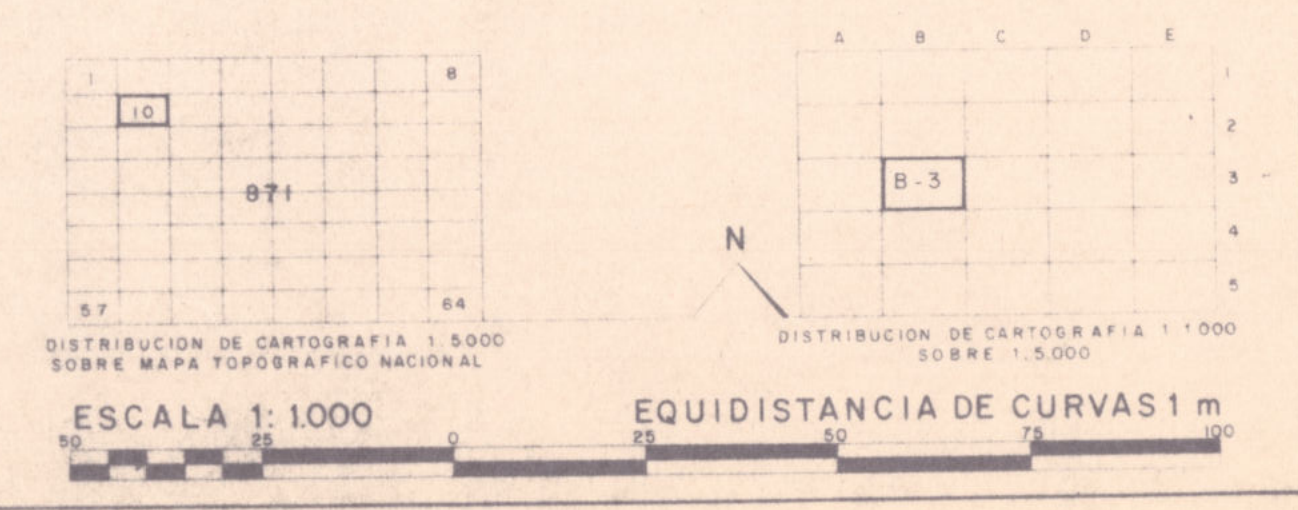 1 8
10
871
57 64
DISTRIBUCION DE CARTOGRAFIA 1.5000
SOBRE MAPA TOPOGRAFICO NACIONAL
N
A B C D E
1
2
B-3 3
4
5
DISTRIBUCION DE CARTOGRAFIA 1.1000
SOBRE 1.5.000
ESCALA 1: 1.000
50 25 0 25 50 75 100
EQUIDISTANCIA DE CURVAS 1 m